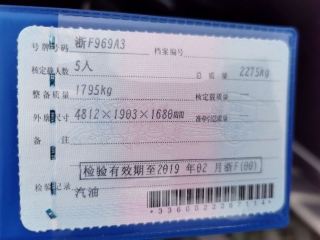 号牌号码 浙F969A3 档案编号
核定载人数 5人 总质量 2275kg
整备质量 1795kg 核定载质量 --
外廓尺寸 4812×1903×1680mm 准牵引总质量 --
备注
检验有效期至2019年02月浙F(00)
检验记录
汽油
*3360022267114*